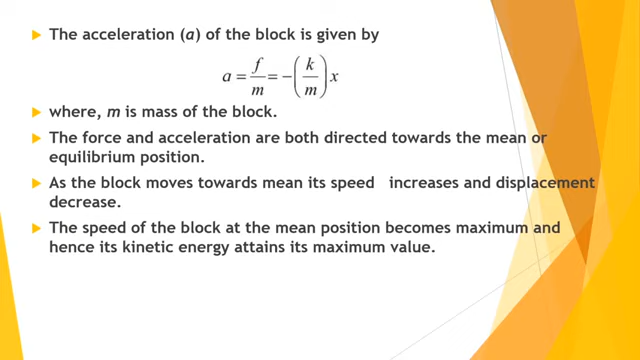 The acceleration (a) of the block is given by
a = f/m = −(k/m)x
where, m is mass of the block.
The force and acceleration are both directed towards the mean or
equilibrium position.
As the block moves towards mean its speed increases and displacement
decrease.
The speed of the block at the mean position becomes maximum and
hence its kinetic energy attains its maximum value.